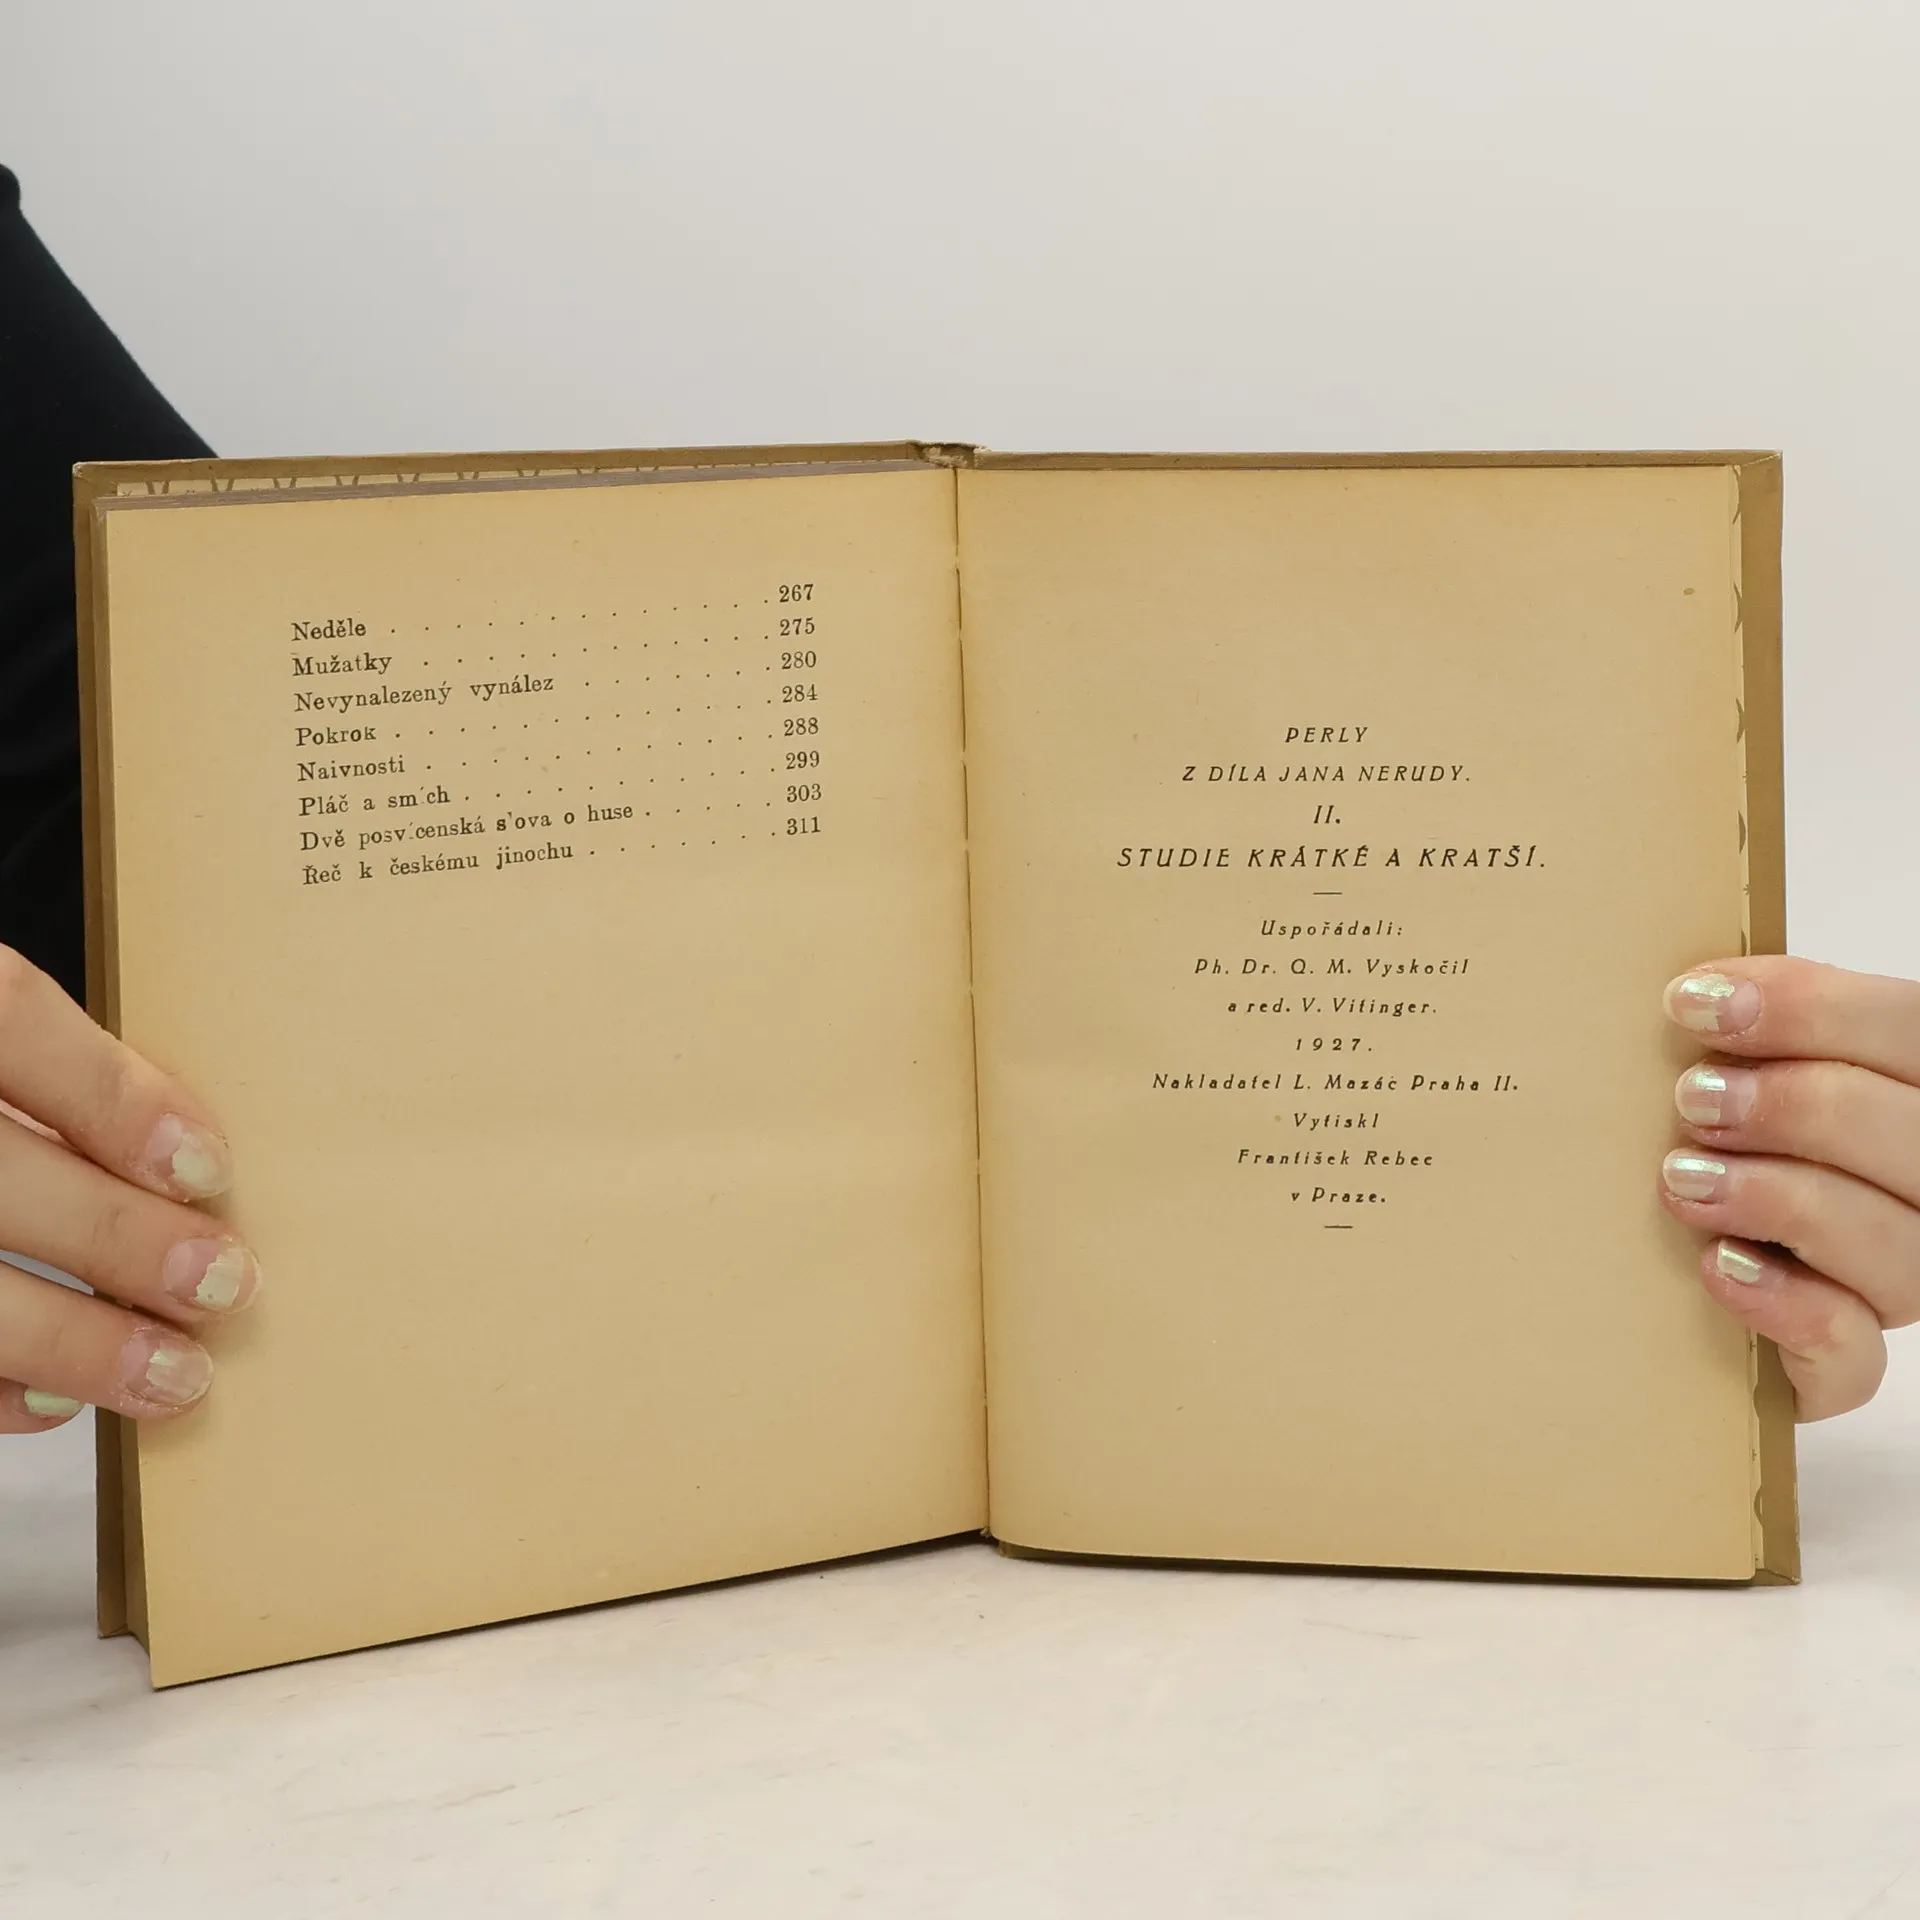 Neděle . . . . . . . . . . . . 267
Mužatky . . . . . . . . . . . 275
Nevynalezený vynález . . . . . . . 280
Pokrok . . . . . . . . . . . . 284
Naivnosti . . . . . . . . . . . 288
Pláč a smích . . . . . . . . . . 299
Dvě posvícenská s'ova o huse . . . . . 303
Řeč k českému jinochu . . . . . . . 311
PERLY
Z DÍLA JANA NERUDY.
II.
STUDIE KRÁTKÉ A KRATŠÍ.
Uspořádali:
Ph. Dr. Q. M. Vyskočil
a red. V. Vitinger.
1927.
Nakladatel L. Mazáč Praha II.
Vytiskl
František Rebec
v Praze.